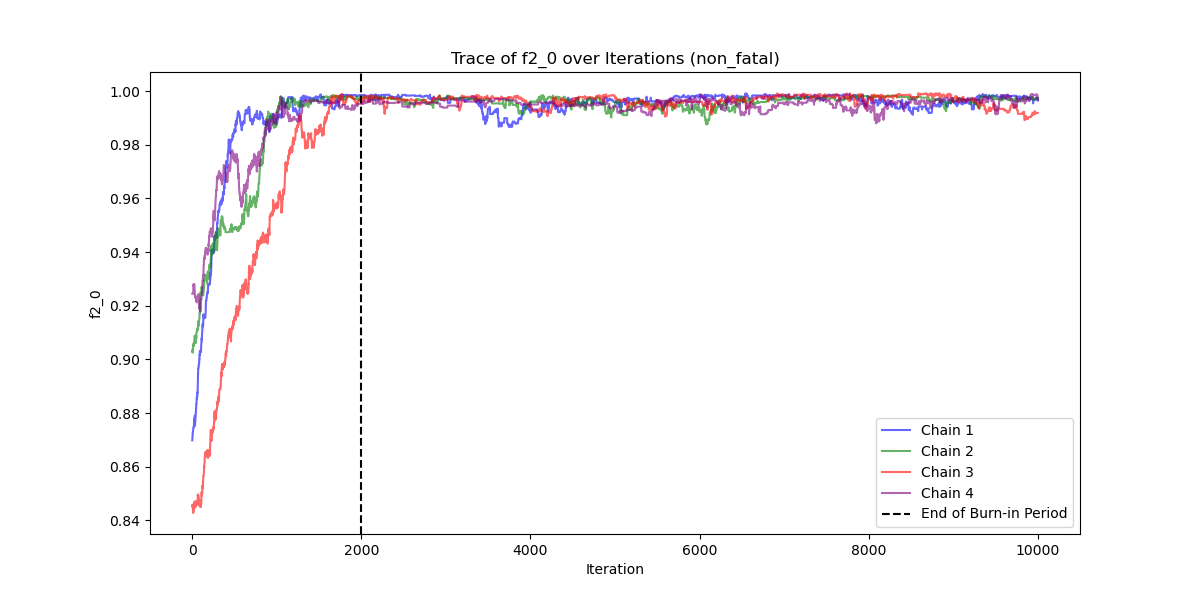 Trace of f2_0 over Iterations (non_fatal)
f2_0
1.00
0.98
0.96
0.94
0.92
0.90
0.88
0.86
0.84
0 2000 4000 6000 8000 10000
Iteration
Chain 1
Chain 2
Chain 3
Chain 4
End of Burn-in Period